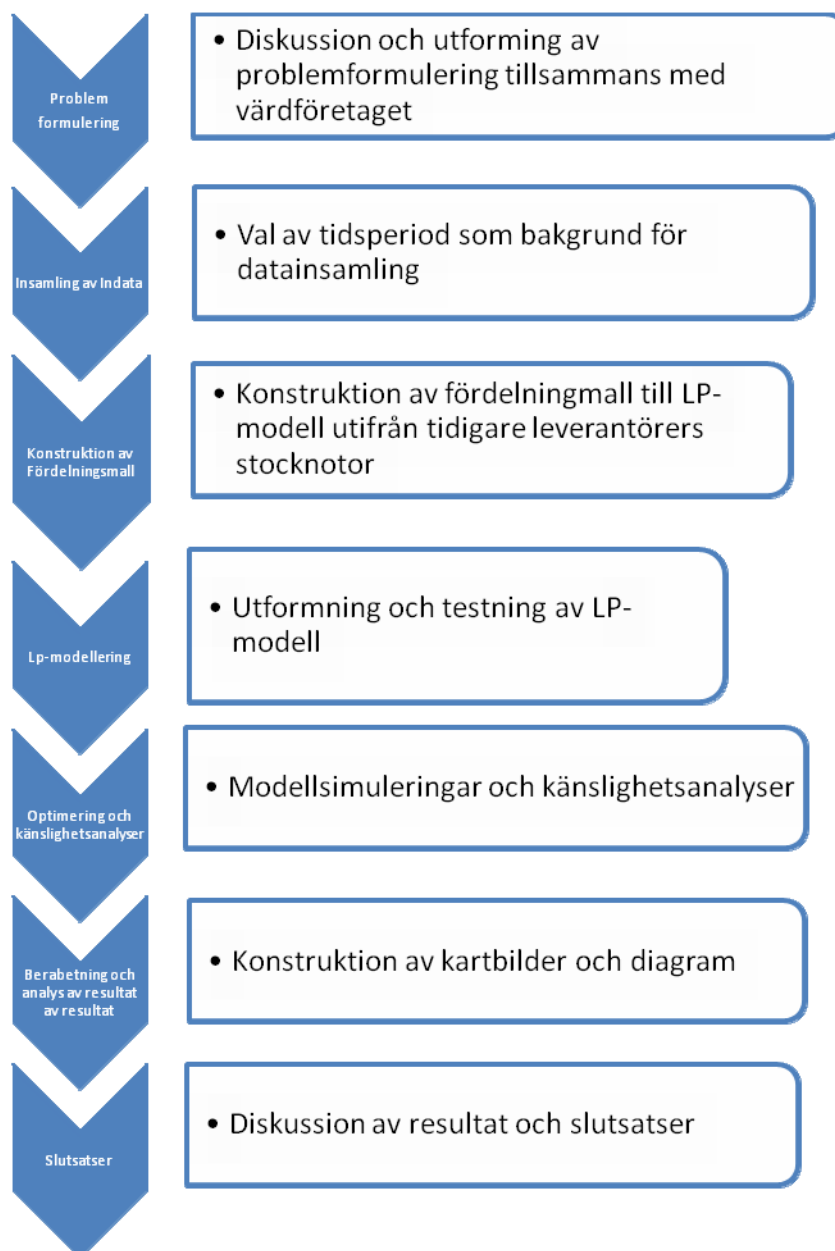 Problem
formulering
• Diskussion och utforming av
problemformulering tillsammans med
värdföretaget
Insamling av Indata
• Val av tidsperiod som bakgrund för
datainsamling
Konstruktion av
Fördelningsmall
• Konstruktion av fördelningmall till LP-
modell utifrån tidigare leverantörers
stocknotor
Lp-modellering
• Utformning och testning av LP-
modell
Optimering och
känslighetsanalyser
• Modellsimuleringar och känslighetsanalyser
Berabetning och
analys av resultat
av resultat
• Konstruktion av kartbilder och diagram
Slutsatser
• Diskussion av resultat och slutsatser